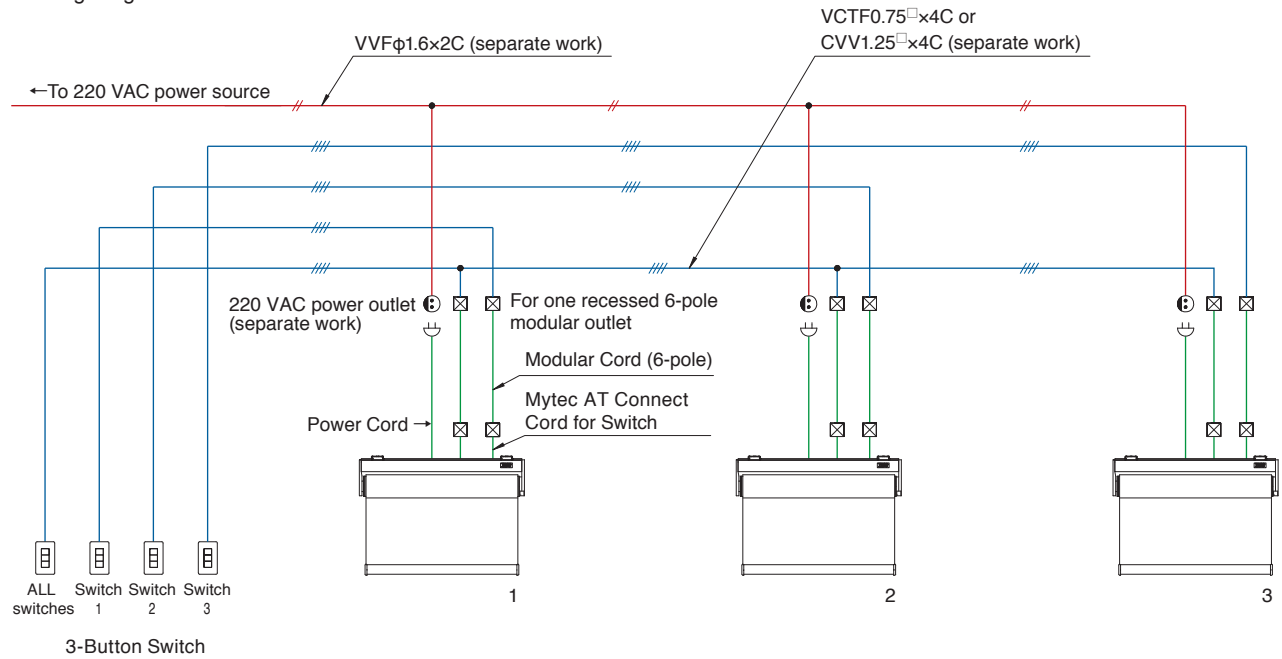 VCTF0.75□×4C or
CVV1.25□×4C (separate work)
VVFφ1.6×2C (separate work)
←To 220 VAC power source
220 VAC power outlet
(separate work)
For one recessed 6-pole
modular outlet
Modular Cord (6-pole)
Mytec AT Connect
Cord for Switch
Power Cord →
1
2
3
ALL
switches
Switch
1
Switch
2
Switch
3
3-Button Switch